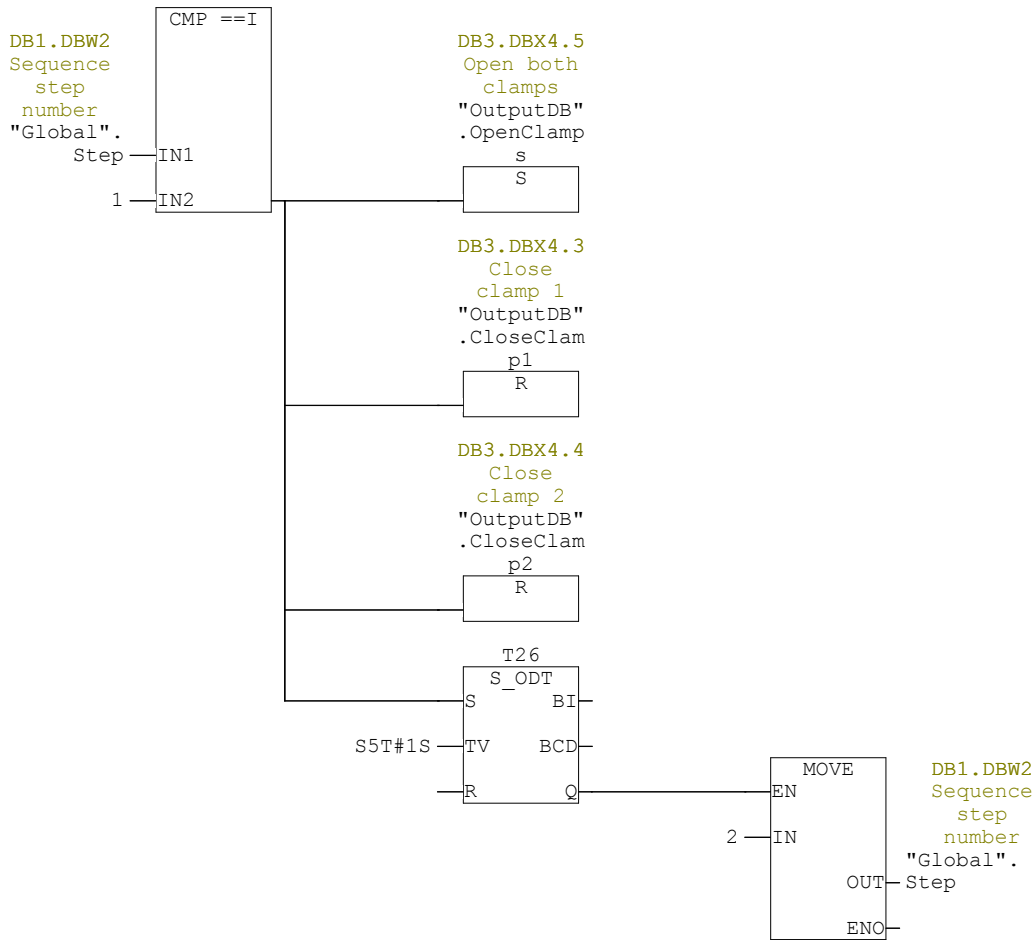 CMP ==I
DB1.DBW2
Sequence
step
number
"Global".
Step
IN1
1
IN2
DB3.DBX4.5
Open both
clamps
"OutputDB"
.OpenClamp
s
S
DB3.DBX4.3
Close
clamp 1
"OutputDB"
.CloseClam
p1
R
DB3.DBX4.4
Close
clamp 2
"OutputDB"
.CloseClam
p2
R
T26
S_ODT
S BI
S5T#1S TV BCD
R Q
MOVE
EN
2 IN
OUT
ENO
DB1.DBW2
Sequence
step
number
"Global".
Step